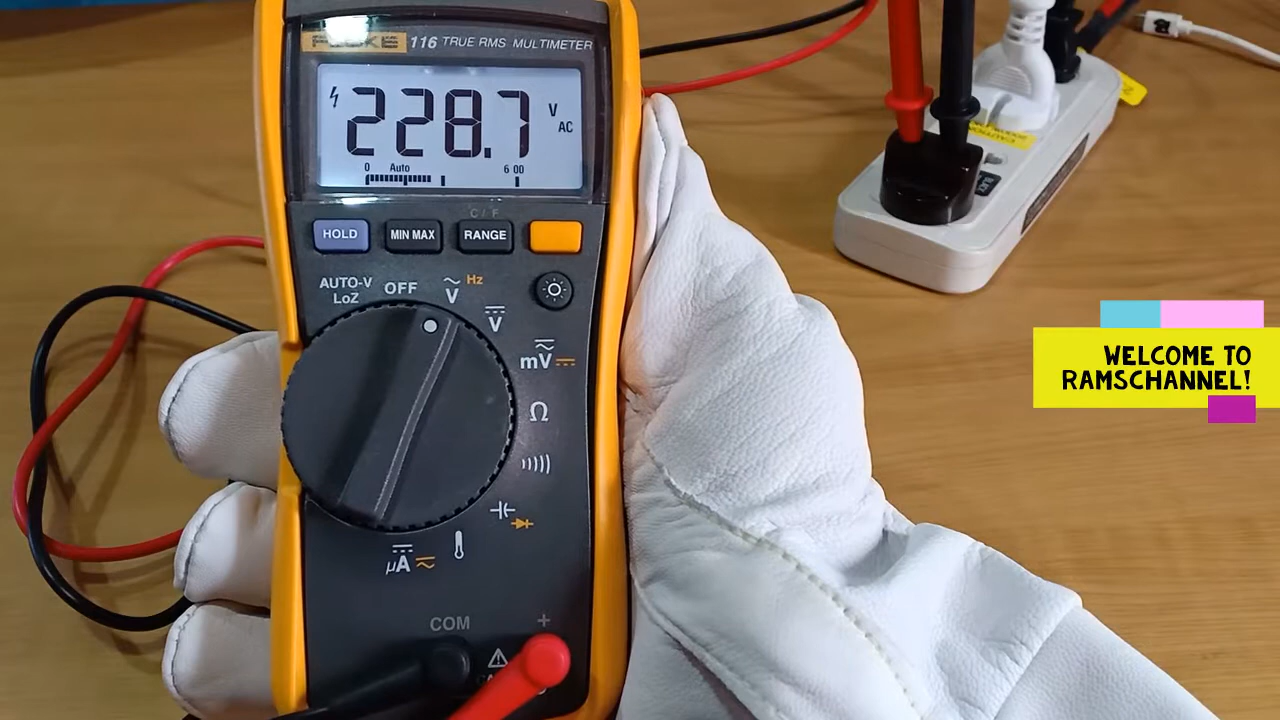 FLUKE 116 TRUE RMS MULTIMETER
228.7 V AC
0 Auto 600
C/F
HOLD MIN MAX RANGE
AUTO-V LoZ OFF V Hz
V
mV
Ω
μA
COM +
WELCOME TO
RAMSCHANNEL!